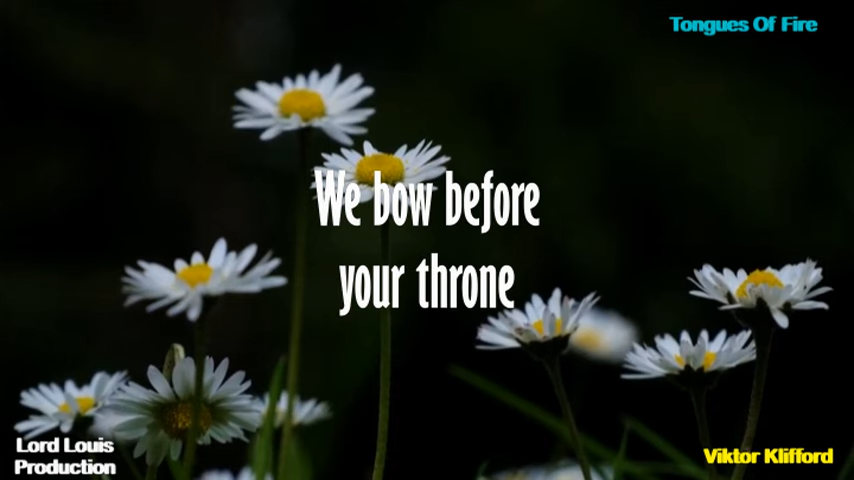 Tongues Of Fire
We bow before
your throne
Lord Louis
Production
Viktor Klifford